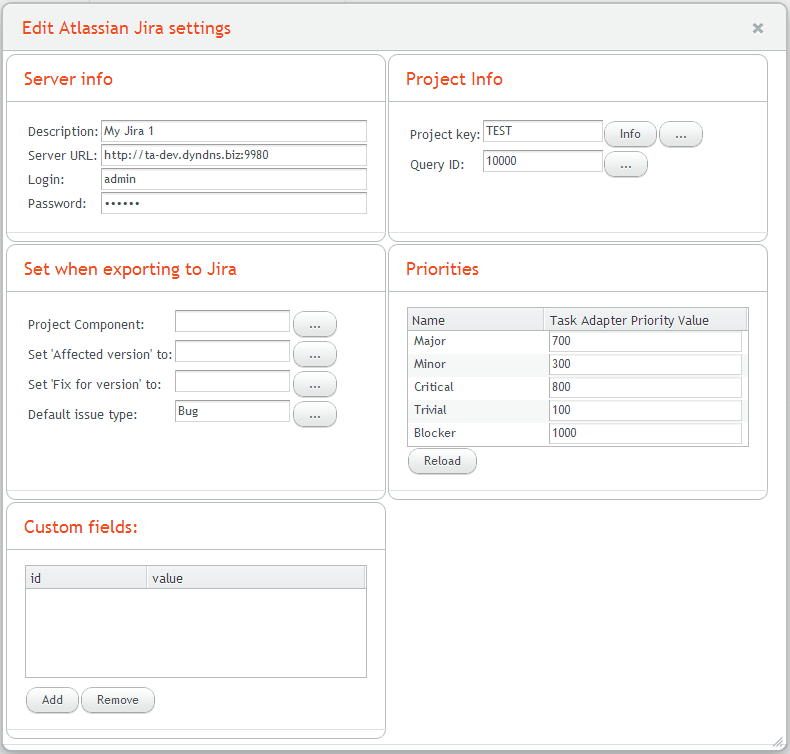 Edit Atlassian Jira settings
Server info
Description: My Jira 1
Server URL: http://ta-dev.dyndns.biz:9980
Login: admin
Password: ••••••
Project Info
Project key: TEST Info ...
Query ID: 10000 ...
Set when exporting to Jira
Project Component: ...
Set 'Affected version' to: ...
Set 'Fix for version' to: ...
Default issue type: Bug ...
Priorities
Name Task Adapter Priority Value
Major 700
Minor 300
Critical 800
Trivial 100
Blocker 1000
Reload
Custom fields:
id value
Add Remove